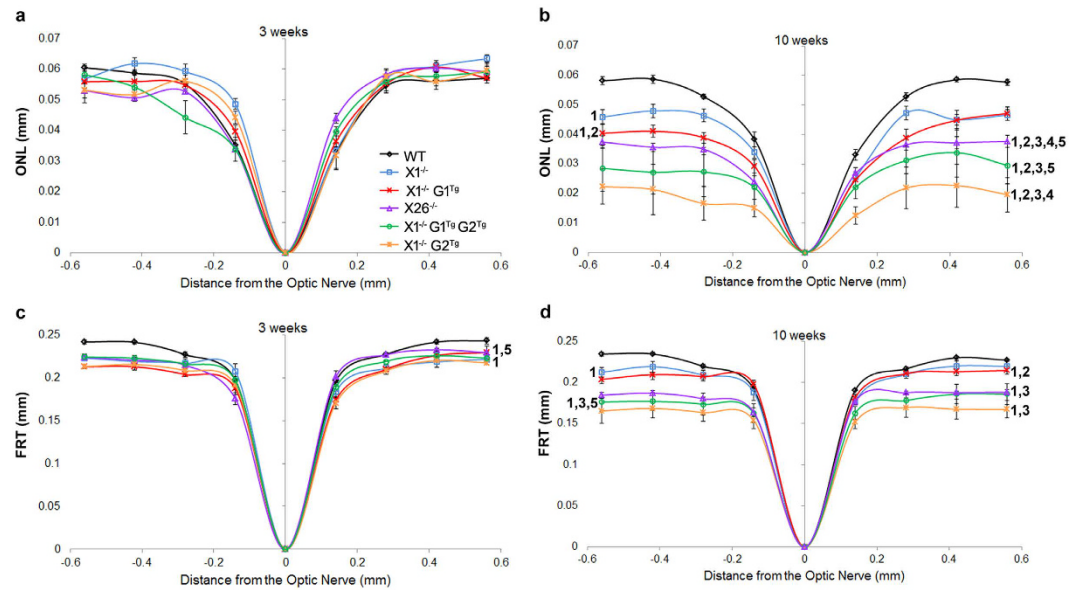 a
3 weeks
0.07
0.06
0.05
0.04
0.03
0.02
0.01
0
ONL (mm)
WT
X1⁻/⁻
X1⁻/⁻ G1ᵀᵍ
X26⁻/⁻
X1⁻/⁻ G1ᵀᵍ G2ᵀᵍ
X1⁻/⁻ G2ᵀᵍ
-0.6 -0.4 -0.2 0 0.2 0.4 0.6
Distance from the Optic Nerve (mm)
b
10 weeks
0.07
0.06
0.05
0.04
0.03
0.02
0.01
0
ONL (mm)
1
1,2
1,2,3,4,5
1,2,3,5
1,2,3,4
-0.6 -0.4 -0.2 0 0.2 0.4 0.6
Distance from the Optic Nerve (mm)
c
3 weeks
0.25
0.2
0.15
0.1
0.05
0
FRT (mm)
1,5
1
-0.6 -0.4 -0.2 0 0.2 0.4 0.6
Distance from the Optic Nerve (mm)
d
10 weeks
0.25
0.2
0.15
0.1
0.05
0
FRT (mm)
1
1,3,5
1,2
1,3
1,3
-0.6 -0.4 -0.2 0 0.2 0.4 0.6
Distance from the Optic Nerve (mm)